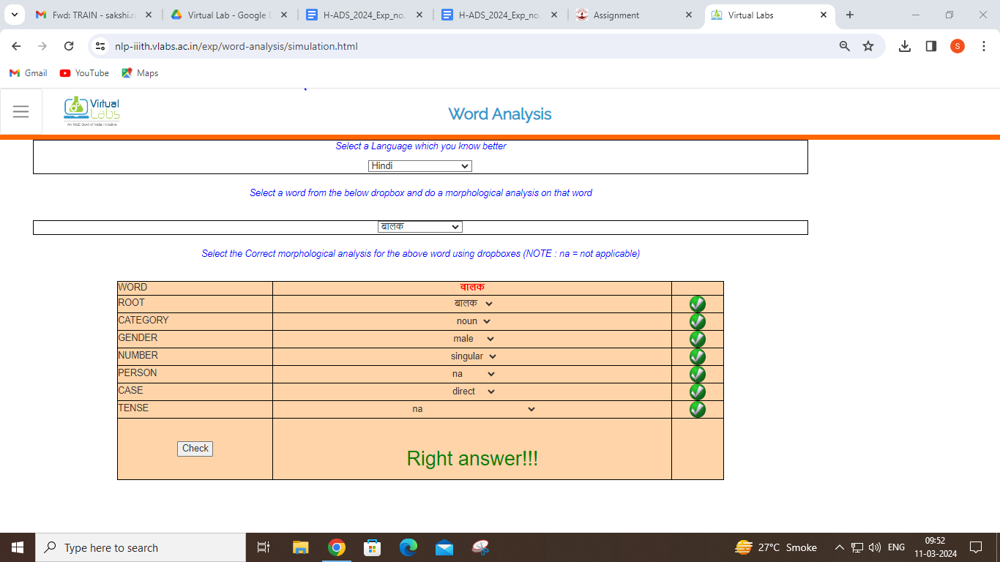 Fwd: TRAIN - sakshi.r
Virtual Lab - Google
H-ADS_2024_Exp_no.
H-ADS_2024_Exp_no.
Assignment
Virtual Labs
nlp-iiith.vlabs.ac.in/exp/word-analysis/simulation.html
S
Gmail YouTube Maps
Virtual Labs
An MoE Govt of India Initiative
Word Analysis
Select a Language which you know better
Hindi
Select a word from the below dropbox and do a morphological analysis on that word
बालक
Select the Correct morphological analysis for the above word using dropboxes (NOTE : na = not applicable)
WORD बालक
ROOT बालक
CATEGORY noun
GENDER male
NUMBER singular
PERSON na
CASE direct
TENSE na
Check
Right answer!!!
Type here to search
27°C Smoke
ENG
09:52
11-03-2024